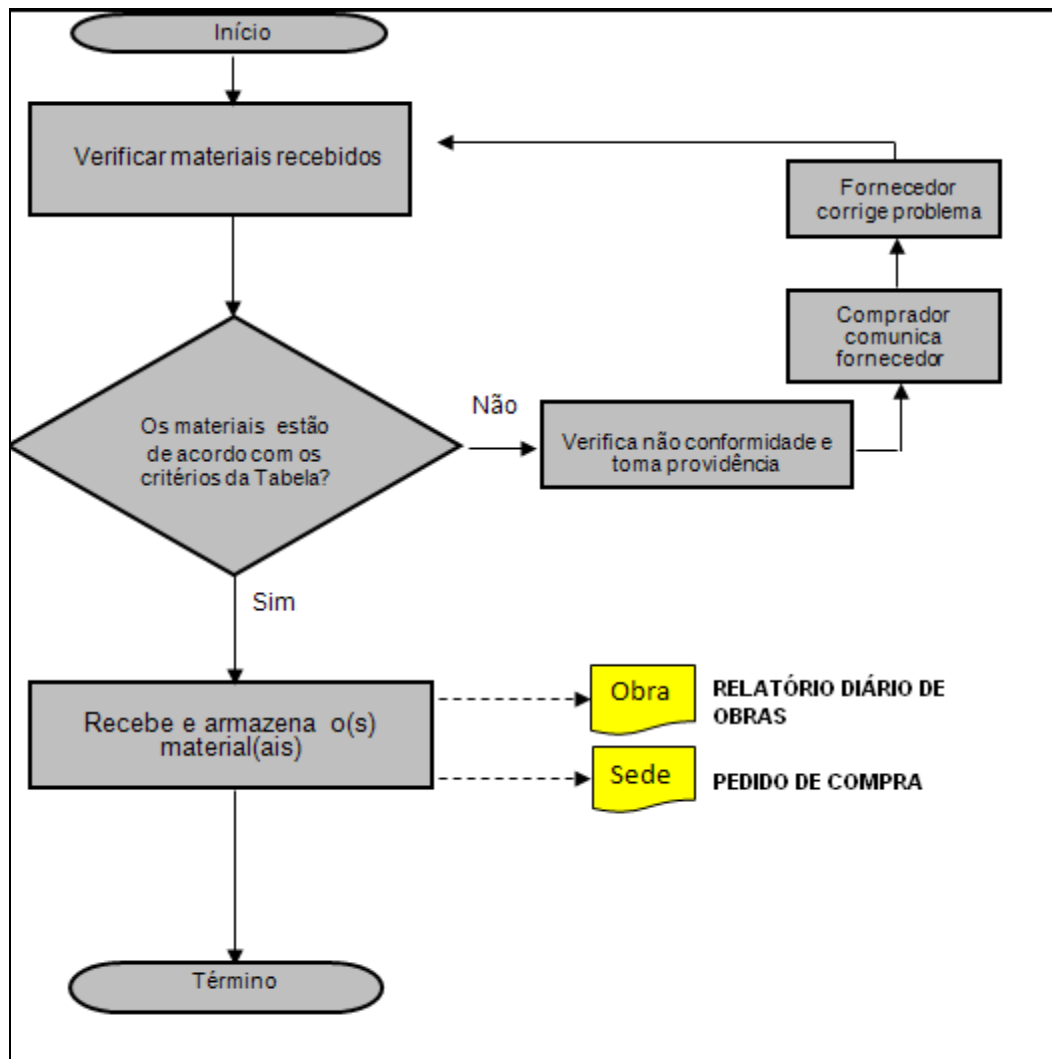 Início
Verificar materiais recebidos
Fornecedor
corrige problema
Comprador
comunica
fornecedor
Não
Os materiais estão
de acordo com os
critérios da Tabela?
Verifica não conformidade e
toma providência
Sim
Recebe e armazena o(s)
material(ais)
Obra
RELATÓRIO DIÁRIO DE
OBRAS
Sede
PEDIDO DE COMPRA
Término